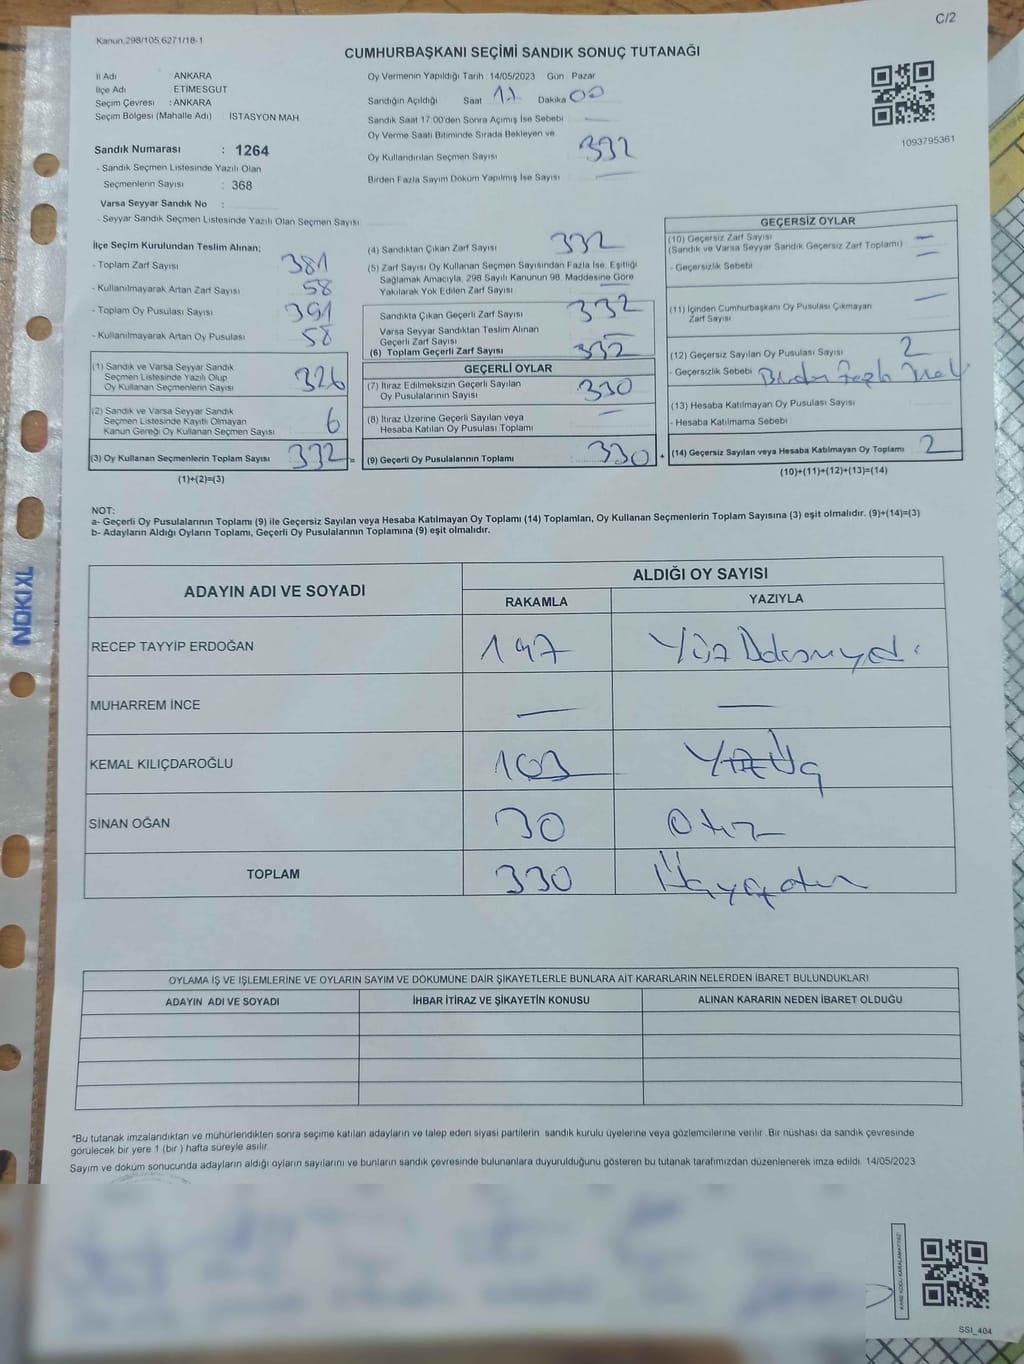 C/2
Kanun.298/105,6271/18-1
CUMHURBAŞKANI SEÇİMİ SANDIK SONUÇ TUTANAĞI
İl Adı : ANKARA
İlçe Adı : ETİMESGUT
Seçim Çevresi : ANKARA
Seçim Bölgesi (Mahalle Adı) İSTASYON MAH.
Oy Vermenin Yapıldığı Tarih : 14/05/2023 Gün Pazar
Sandığın Açıldığı Saat 17 Dakika 00
Sandık Saat 17:00'den Sonra Açımış İse Sebebi —
Oy Verme Saati Bitiminde Sırada Bekleyen ve
Oy Kullandırılan Seçmen Sayısı 332
Birden Fazla Sayım Döküm Yapılmış İse Sayısı —
1093795361
Sandık Numarası : 1264
- Sandık Seçmen Listesinde Yazılı Olan
Seçmenlerin Sayısı : 368
Varsa Seyyar Sandık No :
- Seyyar Sandık Seçmen Listesinde Yazılı Olan Seçmen Sayısı
İlçe Seçim Kurulundan Teslim Alınan;
- Toplam Zarf Sayısı 381
- Kullanılmayarak Artan Zarf Sayısı 58
- Toplam Oy Pusulası Sayısı 391
- Kullanılmayarak Artan Oy Pusulası 58
(1) Sandık ve Varsa Seyyar Sandık
Seçmen Listesinde Yazılı Olup
Oy Kullanan Seçmenlerin Sayısı 326
(2) Sandık ve Varsa Seyyar Sandık
Seçmen Listesinde Kayıtlı Olmayan
Kanun Gereği Oy Kullanan Seçmen Sayısı 6
(3) Oy Kullanan Seçmenlerin Toplam Sayısı 332 =
(1)+(2)=(3)
(4) Sandıktan Çıkan Zarf Sayısı 332
(5) Zarf Sayısı Oy Kullanan Seçmen Sayısından Fazla İse, Eşitliği
Sağlamak Amacıyla, 298 Sayılı Kanunun 98. Maddesine Göre
Yakılarak Yok Edilen Zarf Sayısı —
Sandıkta Çıkan Geçerli Zarf Sayısı 332
Varsa Seyyar Sandıktan Teslim Alınan
Geçerli Zarf Sayısı —
(6) Toplam Geçerli Zarf Sayısı 332
GEÇERLİ OYLAR
(7) İtiraz Edilmeksizin Geçerli Sayılan
Oy Pusulalarının Sayısı 330
(8) İtiraz Üzerine Geçerli Sayılan veya
Hesaba Katılan Oy Pusulası Toplamı —
(9) Geçerli Oy Pusulalarının Toplamı 330 +
GEÇERSİZ OYLAR
(10) Geçersiz Zarf Sayısı —
(Sandık ve Varsa Seyyar Sandık Geçersiz Zarf Toplamı)
- Geçersizlik Sebebi —
(11) İçinden Cumhurbaşkanı Oy Pusulası Çıkmayan —
Zarf Sayısı
(12) Geçersiz Sayılan Oy Pusulası Sayısı 2
- Geçersizlik Sebebi Birden Fazla
(13) Hesaba Katılmayan Oy Pusulası Sayısı
- Hesaba Katılmama Sebebi
(14) Geçersiz Sayılan veya Hesaba Katılmayan Oy Toplamı 2
(10)+(11)+(12)+(13)=(14)
NOT:
a- Geçerli Oy Pusulalarının Toplamı (9) ile Geçersiz Sayılan veya Hesaba Katılmayan Oy Toplamı (14) Toplamları, Oy Kullanan Seçmenlerin Toplam Sayısına (3) eşit olmalıdır. (9)+(14)=(3)
b- Adayların Aldığı Oyların Toplamı, Geçerli Oy Pusulalarının Toplamına (9) eşit olmalıdır.
ADAYIN ADI VE SOYADI
ALDIĞI OY SAYISI
RAKAMLA YAZIYLA
RECEP TAYYİP ERDOĞAN 197 Yüz Doksanyedi
MUHARREM İNCE — —
KEMAL KILIÇDAROĞLU 103 Yüz Üç
SİNAN OĞAN 30 Otuz
TOPLAM 330 Üçyüzotuz
OYLAMA İŞ VE İŞLEMLERİNE VE OYLARIN SAYIM VE DÖKÜMÜNE DAİR ŞİKAYETLERLE BUNLARA AİT KARARLARIN NELERDEN İBARET BULUNDUKLARI
ADAYIN ADI VE SOYADI İHBAR İTİRAZ VE ŞİKAYETİN KONUSU ALINAN KARARIN NEDEN İBARET OLDUĞU
*Bu tutanak imzalandıktan ve mühürlendikten sonra seçime katılan adayların ve talep eden siyasi partilerin sandık kurulu üyelerine veya gözlemcilerine verilir. Bir nüshası da sandık çevresinde
görülecek bir yere 1 (bir) hafta süreyle asılır.
Sayım ve döküm sonucunda adayların aldığı oyların sayılarını ve bunların sandık çevresinde bulunanlara duyurulduğunu gösteren bu tutanak tarafımızdan düzenlenerek imza edildi. 14/05/2023
KARE KODU KARALAMAYINIZ!
SSI_404
NOKI XL